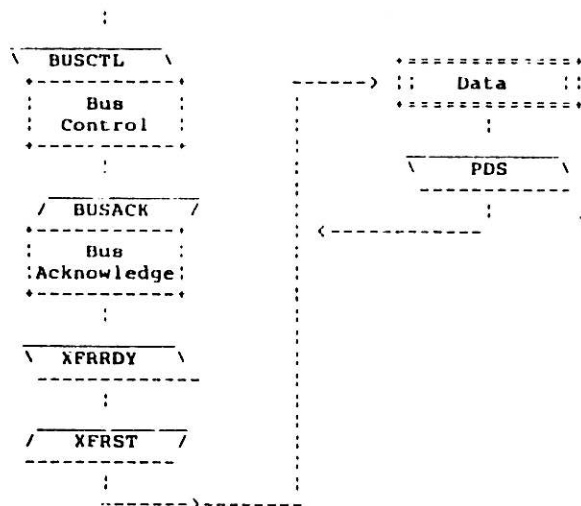 BUSCTL
Bus
Control
BUSACK
Bus
Acknowledge
XFRRDY
XFRST
Data
PDS